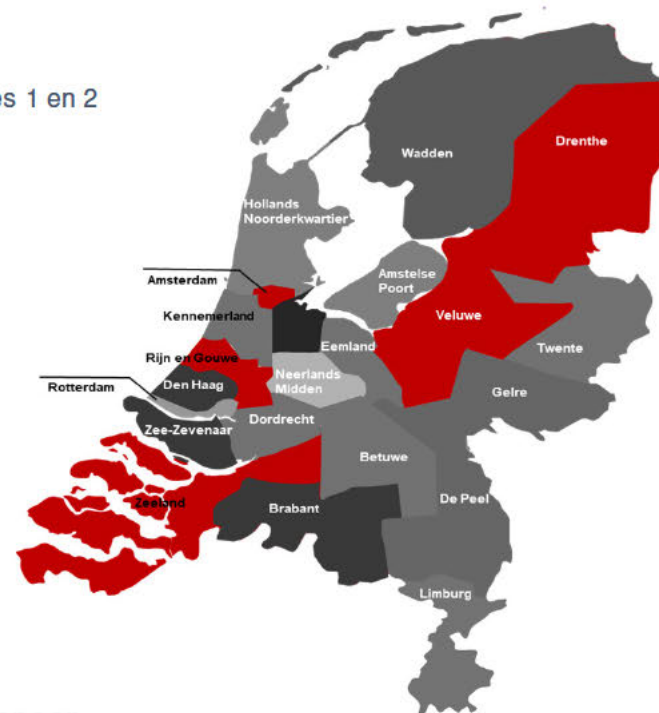 es 1 en 2
Drenthe
Wadden
Hollands
Noorderkwartier
Amsterdam
Amstelse
Poort
Kennemerland
Veluwe
Eemland
Twente
Rijn en Gouwe
Neerlands
Midden
Den Haag
Rotterdam
Gelre
Dordrecht
Zee-Zevenaar
Betuwe
De Peel
Zeeland
Brabant
Limburg